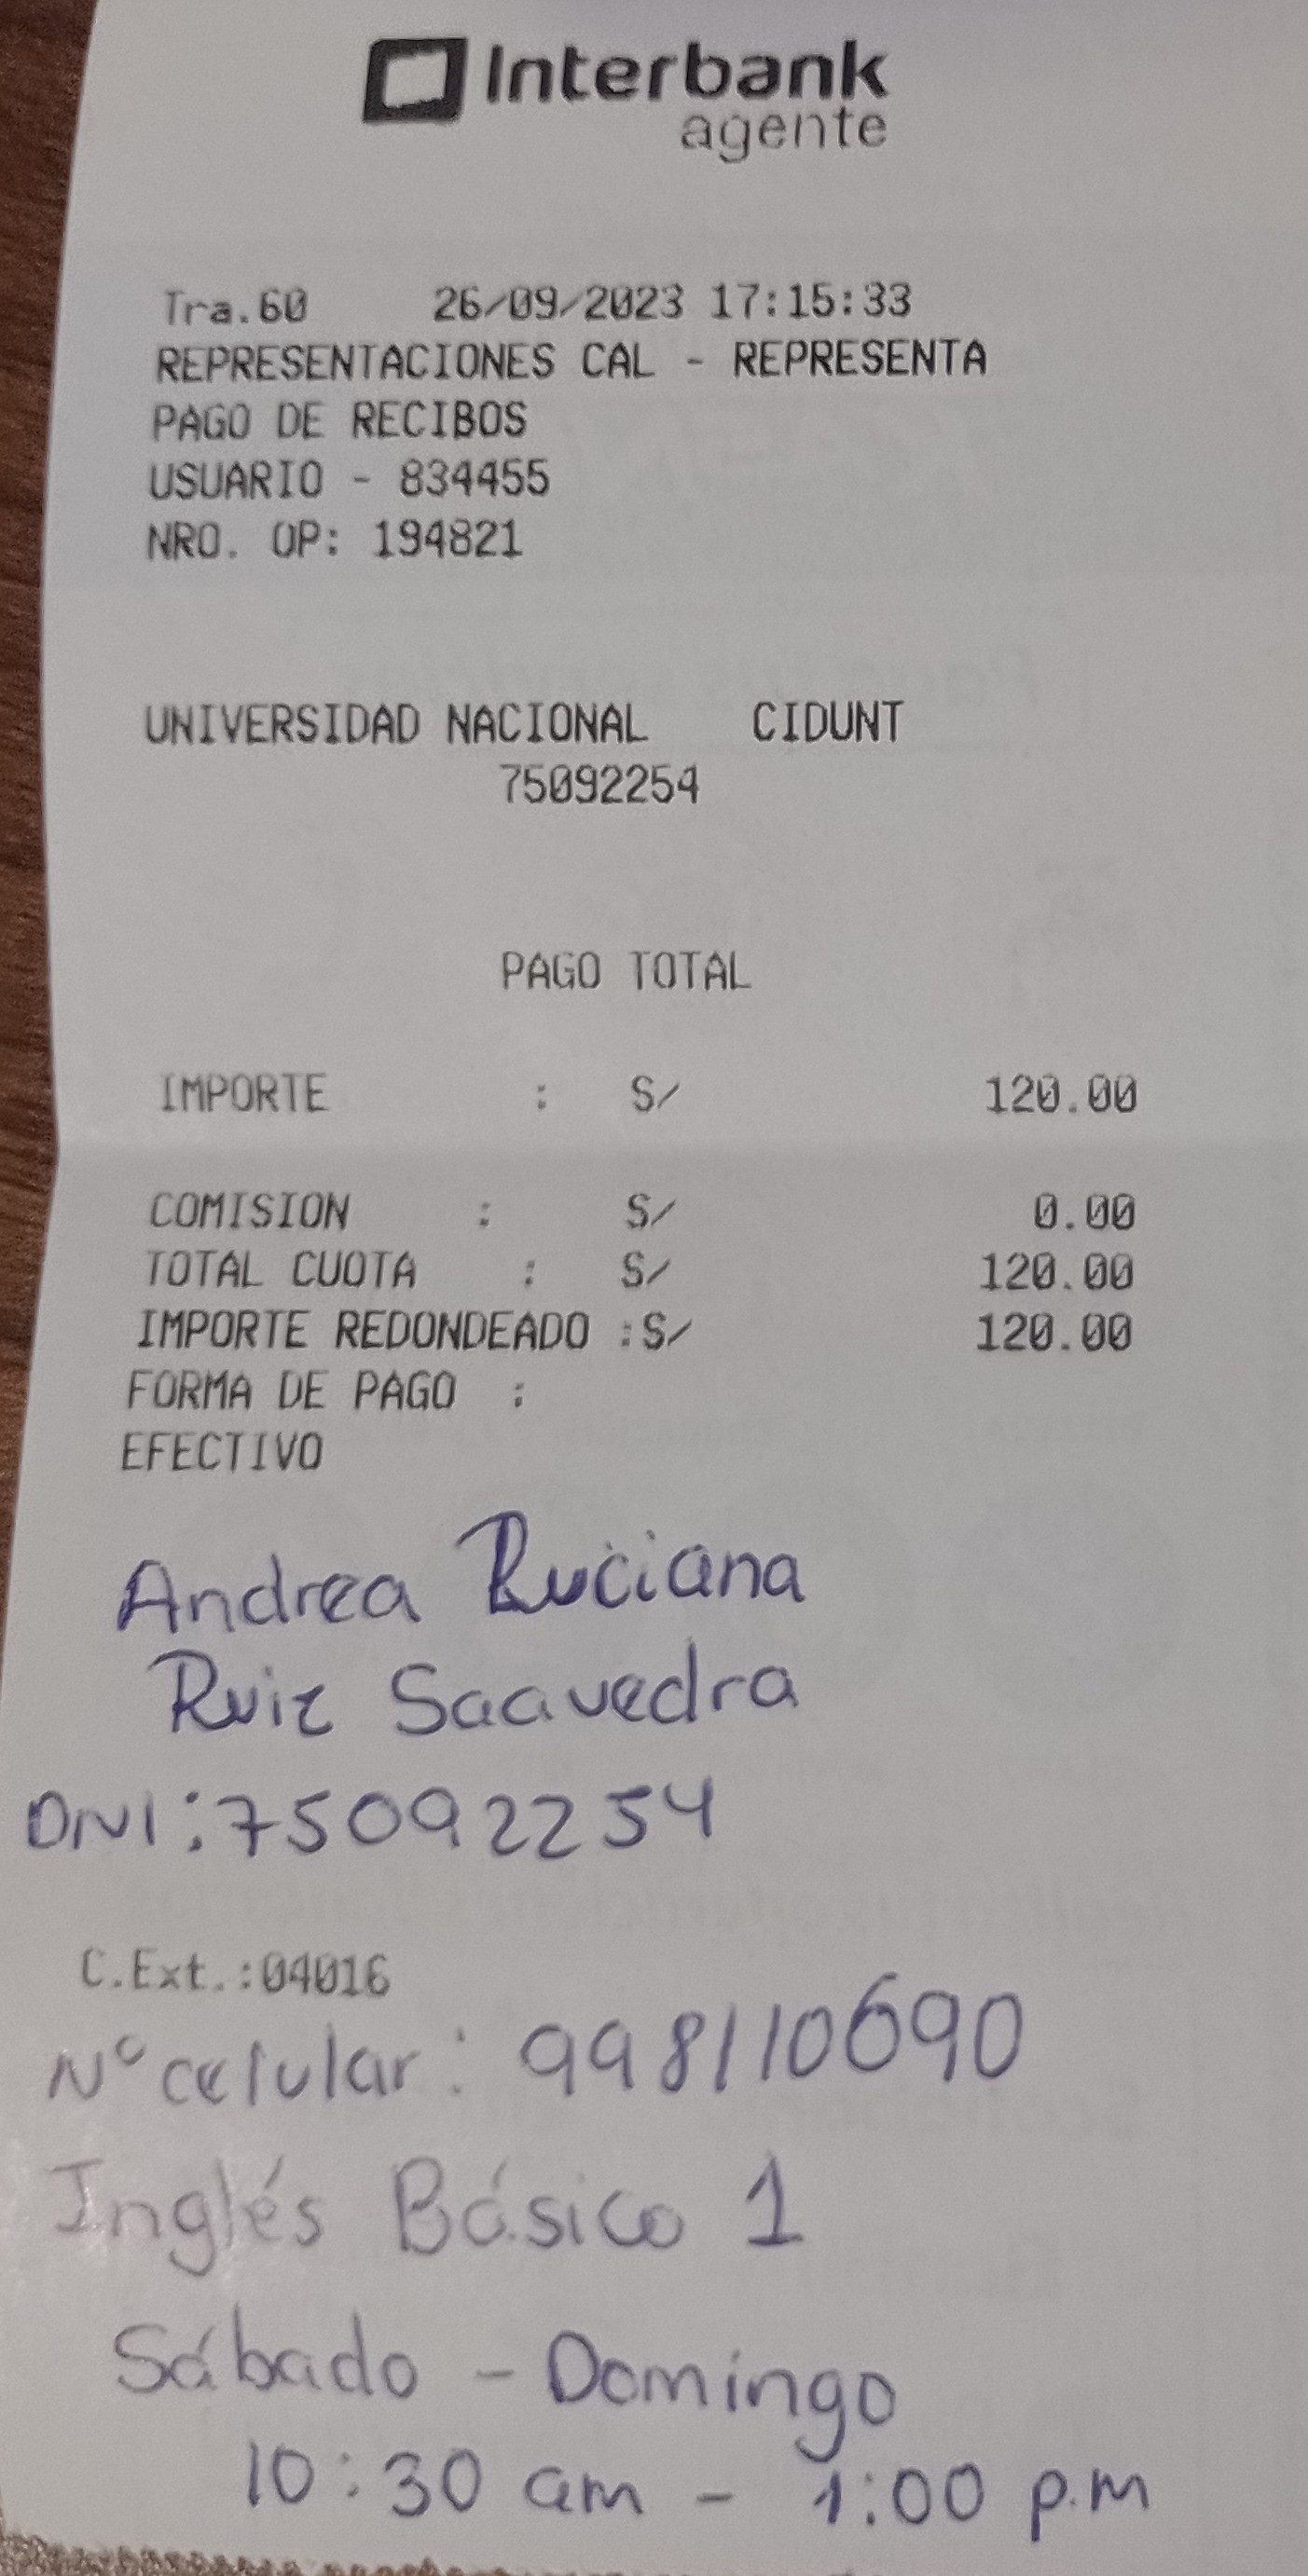 Interbank
agente
Tra.60 26/09/2023 17:15:33
REPRESENTACIONES CAL - REPRESENTA
PAGO DE RECIBOS
USUARIO - 834455
NRO. OP: 194821
UNIVERSIDAD NACIONAL CIDUNT
75092254
PAGO TOTAL
IMPORTE : S/ 120.00
COMISION : S/ 0.00
TOTAL CUOTA : S/ 120.00
IMPORTE REDONDEADO :S/ 120.00
FORMA DE PAGO :
EFECTIVO
Andrea Luciana
Ruiz Saavedra
DNI: 75092254
C.Ext.:04016
N° celular: 998110690
Inglés Básico 1
Sábado - Domingo
10:30 am - 1:00 p.m